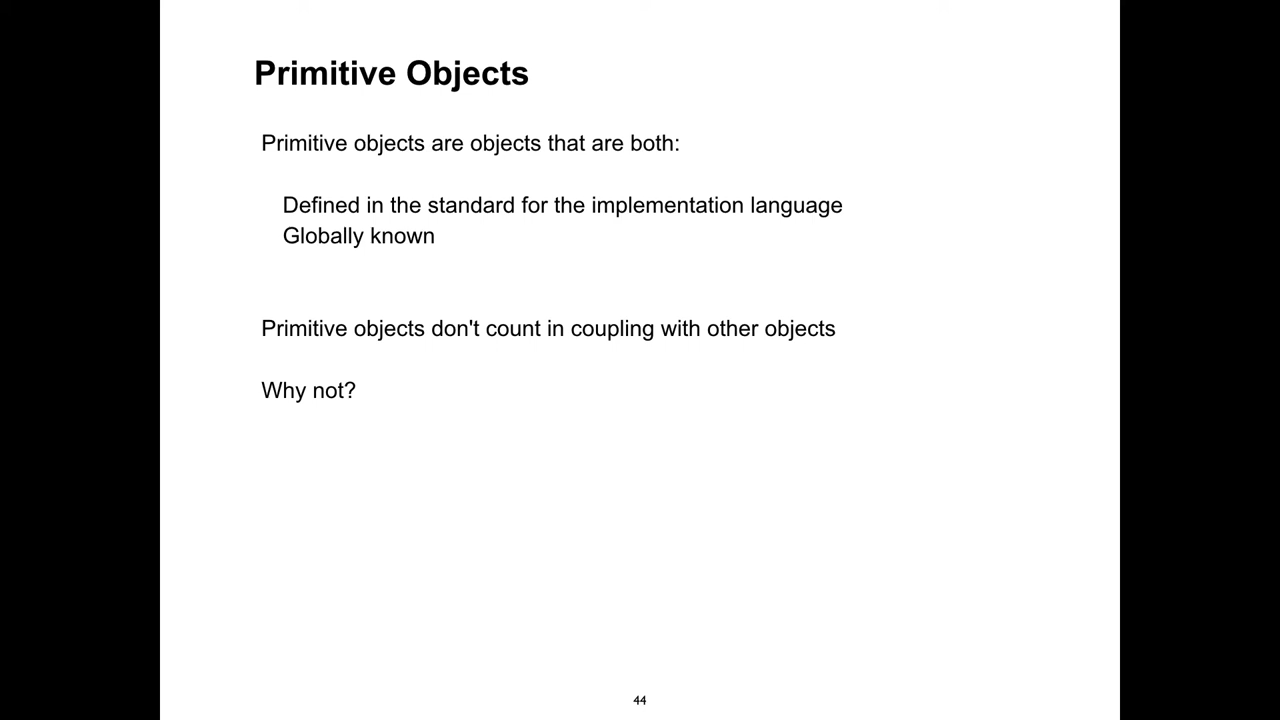 Primitive Objects
Primitive objects are objects that are both:
Defined in the standard for the implementation language
Globally known
Primitive objects don't count in coupling with other objects
Why not?
44